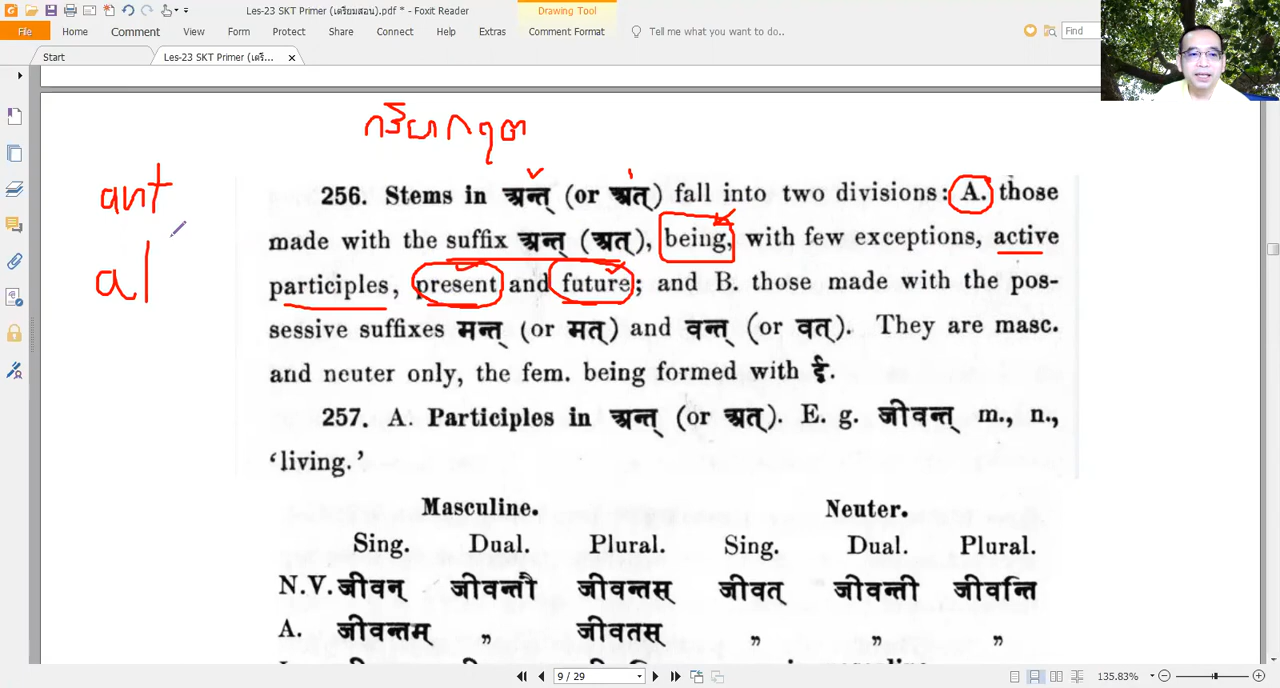 Les-23 SKT Primer (เตรียมสอน).pdf * - Foxit Reader
Drawing Tool
File Home Comment View Form Protect Share Connect Help Extras Comment Format Tell me what you want to do.. Find
Start Les-23 SKT Primer (เตรี...
กริยากฤต
ant
256. Stems in अन्त् (or अत्) fall into two divisions: A. those
made with the suffix अन्त् (अत्), being, with few exceptions, active
participles, present and future; and B. those made with the pos-
sessive suffixes मन्त् (or मत्) and वन्त् (or वत्). They are masc.
and neuter only, the fem. being formed with ई.
257. A. Participles in अन्त् (or अत्). E. g. जीवन्त् m., n.,
‘living.’
Masculine. Neuter.
Sing. Dual. Plural. Sing. Dual. Plural.
N.V. जीवन् जीवन्तौ जीवन्तस् जीवत् जीवन्ती जीवन्ति
A. जीवन्तम् „ जीवतस् „ „ „
9 / 29
135.83%